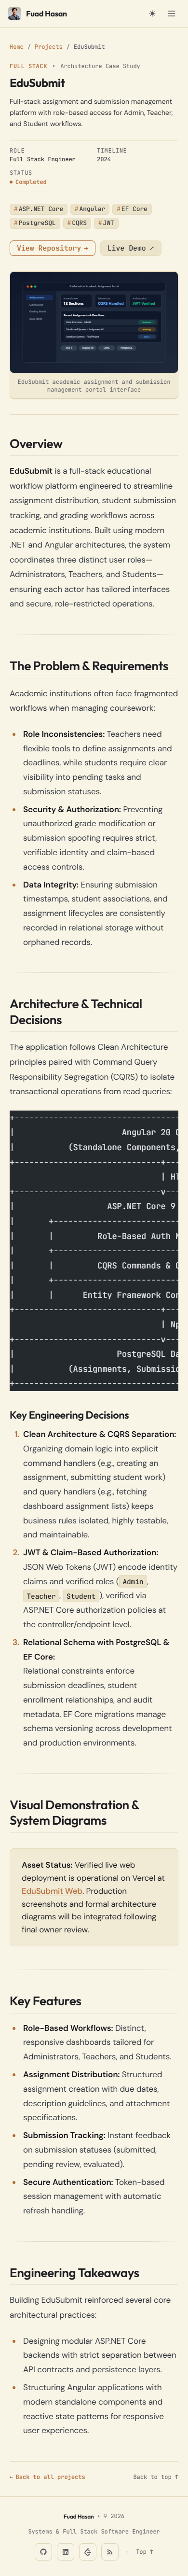 Fuad Hasan
Home / Projects / EduSubmit
FULL STACK • Architecture Case Study
EduSubmit
Full-stack assignment and submission management
platform with role-based access for Admin, Teacher,
and Student workflows.
ROLE
Full Stack Engineer
TIMELINE
2024
STATUS
● Completed
#ASP.NET Core #Angular #EF Core
#PostgreSQL #CQRS #JWT
View Repository → Live Demo ↗
EduSubmit academic assignment and submission
management portal interface
Overview
EduSubmit is a full-stack educational
workflow platform engineered to streamline
assignment distribution, student submission
tracking, and grading workflows across
academic institutions. Built using modern
.NET and Angular architectures, the system
coordinates three distinct user roles—
Administrators, Teachers, and Students—
ensuring each actor has tailored interfaces
and secure, role-restricted operations.
The Problem & Requirements
Academic institutions often face fragmented
workflows when managing coursework:
• Role Inconsistencies: Teachers need
flexible tools to define assignments and
deadlines, while students require clear
visibility into pending tasks and
submission statuses.
• Security & Authorization: Preventing
unauthorized grade modification or
submission spoofing requires strict,
verifiable identity and claim-based
access controls.
• Data Integrity: Ensuring submission
timestamps, student associations, and
assignment lifecycles are consistently
recorded in relational storage without
orphaned records.
Architecture & Technical
Decisions
The application follows Clean Architecture
principles paired with Command Query
Responsibility Segregation (CQRS) to isolate
transactional operations from read queries:
Angular 20 C
(Standalone Components,
| HT
v
ASP.NET Core 9
Role-Based Auth M
CQRS Commands & Q
Entity Framework Cor
| Np
v
PostgreSQL Da
(Assignments, Submissio
Key Engineering Decisions
1. Clean Architecture & CQRS Separation:
Organizing domain logic into explicit
command handlers (e.g., creating an
assignment, submitting student work)
and query handlers (e.g., fetching
dashboard assignment lists) keeps
business rules isolated, highly testable,
and maintainable.
2. JWT & Claim-Based Authorization:
JSON Web Tokens (JWT) encode identity
claims and verified roles ( Admin ,
Teacher , Student ), verified via
ASP.NET Core authorization policies at
the controller/endpoint level.
3. Relational Schema with PostgreSQL &
EF Core:
Relational constraints enforce
submission deadlines, student
enrollment relationships, and audit
metadata. EF Core migrations manage
schema versioning across development
and production environments.
Visual Demonstration &
System Diagrams
Asset Status: Verified live web
deployment is operational on Vercel at
EduSubmit Web. Production
screenshots and formal architecture
diagrams will be integrated following
final owner review.
Key Features
• Role-Based Workflows: Distinct,
responsive dashboards tailored for
Administrators, Teachers, and Students.
• Assignment Distribution: Structured
assignment creation with due dates,
description guidelines, and attachment
specifications.
• Submission Tracking: Instant feedback
on submission statuses (submitted,
pending review, evaluated).
• Secure Authentication: Token-based
session management with automatic
refresh handling.
Engineering Takeaways
Building EduSubmit reinforced several core
architectural practices:
• Designing modular ASP.NET Core
backends with strict separation between
API contracts and persistence layers.
• Structuring Angular applications with
modern standalone components and
reactive state patterns for responsive
user experiences.
← Back to all projects Back to top ↑
Fuad Hasan • © 2026
Systems & Full Stack Software Engineer
Top ↑